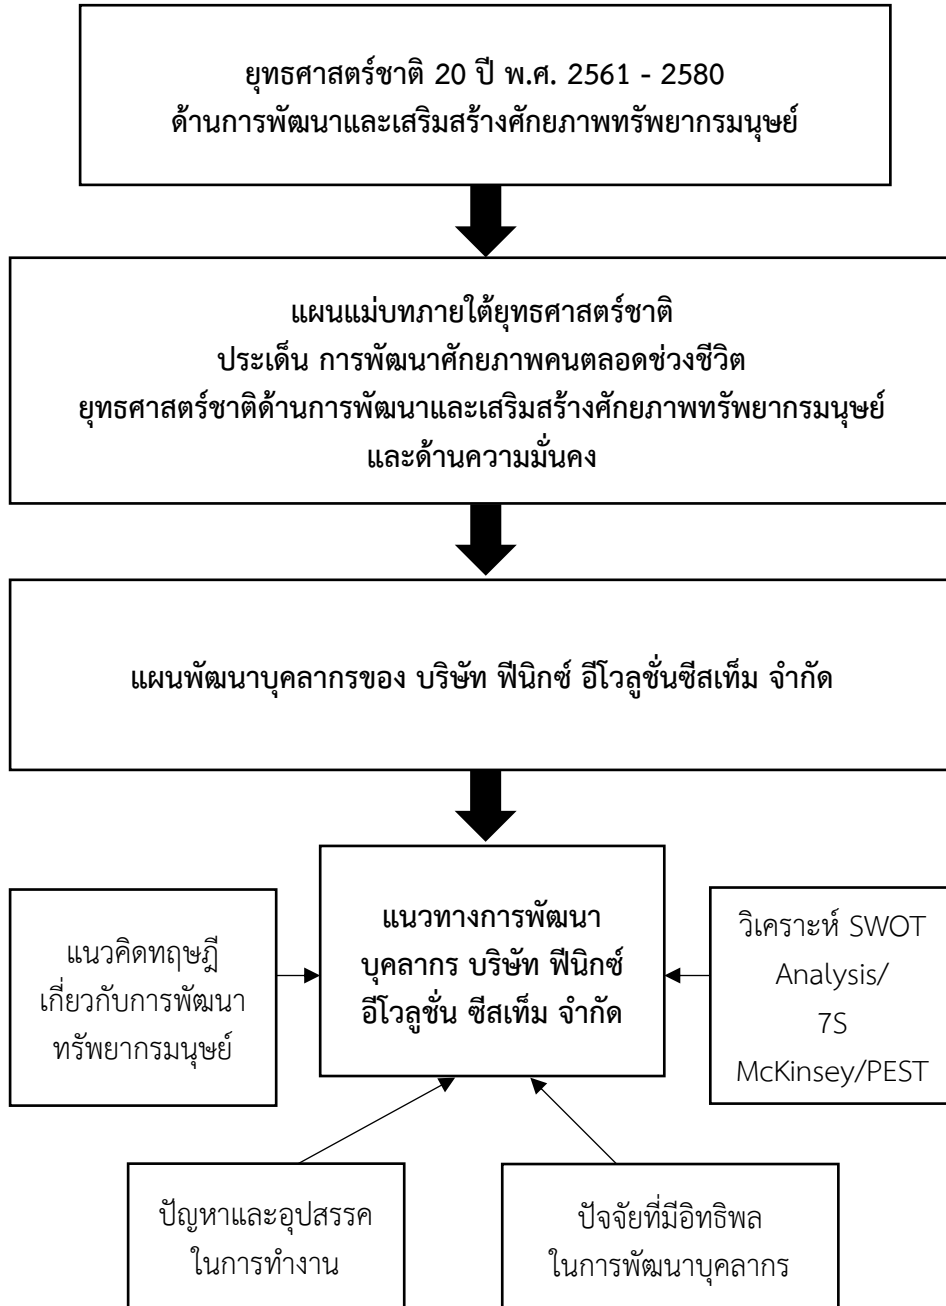 ยุทธศาสตร์ชาติ 20 ปี พ.ศ. 2561 - 2580
ด้านการพัฒนาและเสริมสร้างศักยภาพทรัพยากรมนุษย์
แผนแม่บทภายใต้ยุทธศาสตร์ชาติ
ประเด็น การพัฒนาศักยภาพคนตลอดช่วงชีวิต
ยุทธศาสตร์ชาติด้านการพัฒนาและเสริมสร้างศักยภาพทรัพยากรมนุษย์
และด้านความมั่นคง
แผนพัฒนาบุคลากรของ บริษัท ฟีนิกซ์ อีโวลูชั่นซีสเท็ม จำกัด
แนวทางการพัฒนา
บุคลากร บริษัท ฟีนิกซ์
อีโวลูชั่น ซีสเท็ม จำกัด
แนวคิดทฤษฎี
เกี่ยวกับการพัฒนา
ทรัพยากรมนุษย์
วิเคราะห์ SWOT
Analysis/
7S
McKinsey/PEST
ปัญหาและอุปสรรค
ในการทำงาน
ปัจจัยที่มีอิทธิพล
ในการพัฒนาบุคลากร